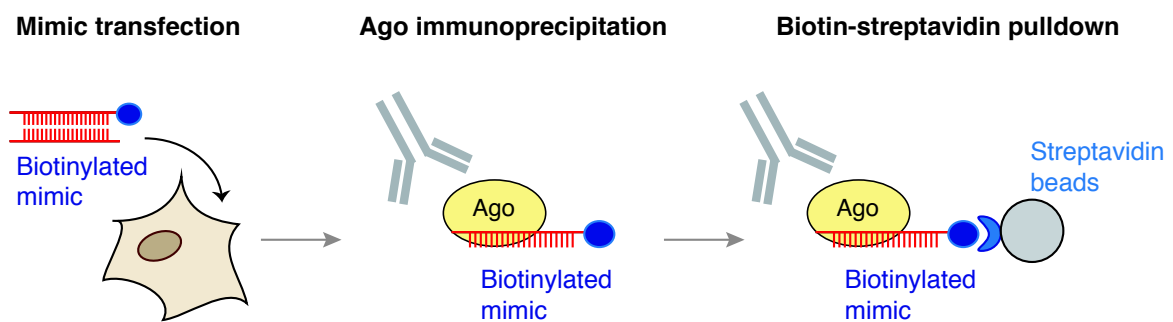 Mimic transfection
Ago immunoprecipitation
Biotin-streptavidin pulldown
Biotinylated
mimic
Ago
Biotinylated
mimic
Streptavidin
beads
Ago
Biotinylated
mimic